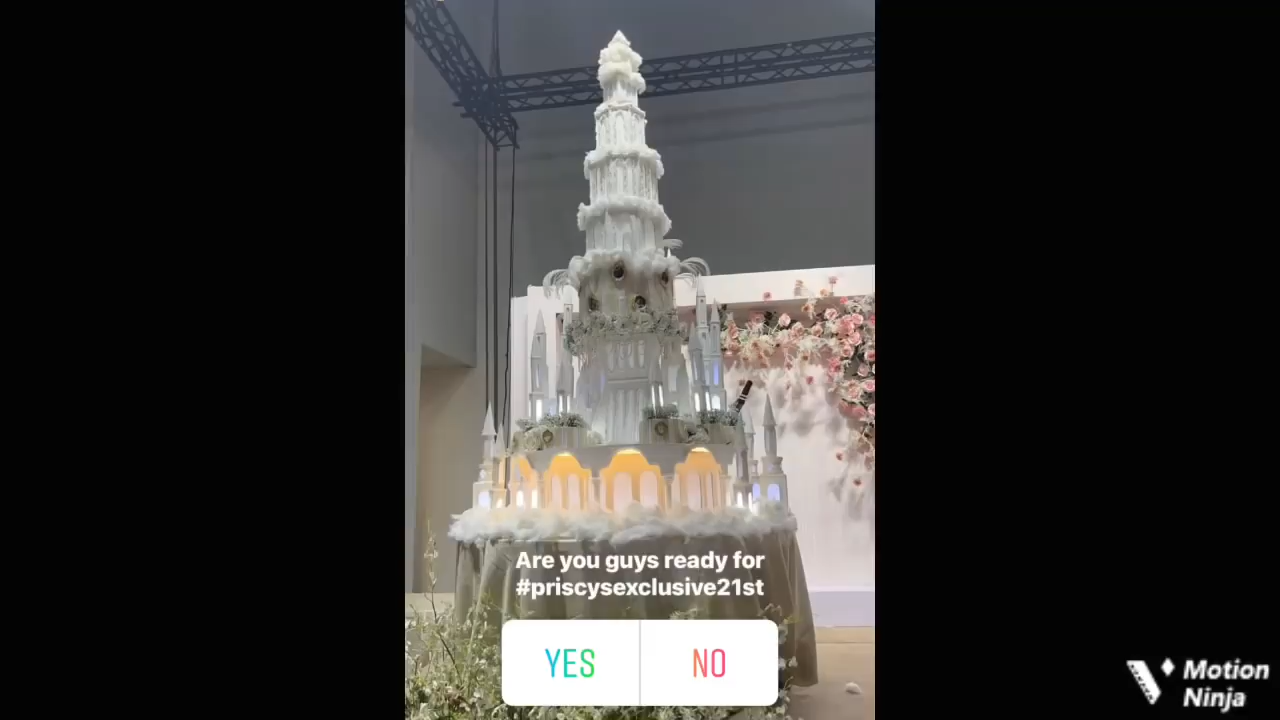 Are you guys ready for
#priscysexclusive21st
YES
NO
Motion
Ninja